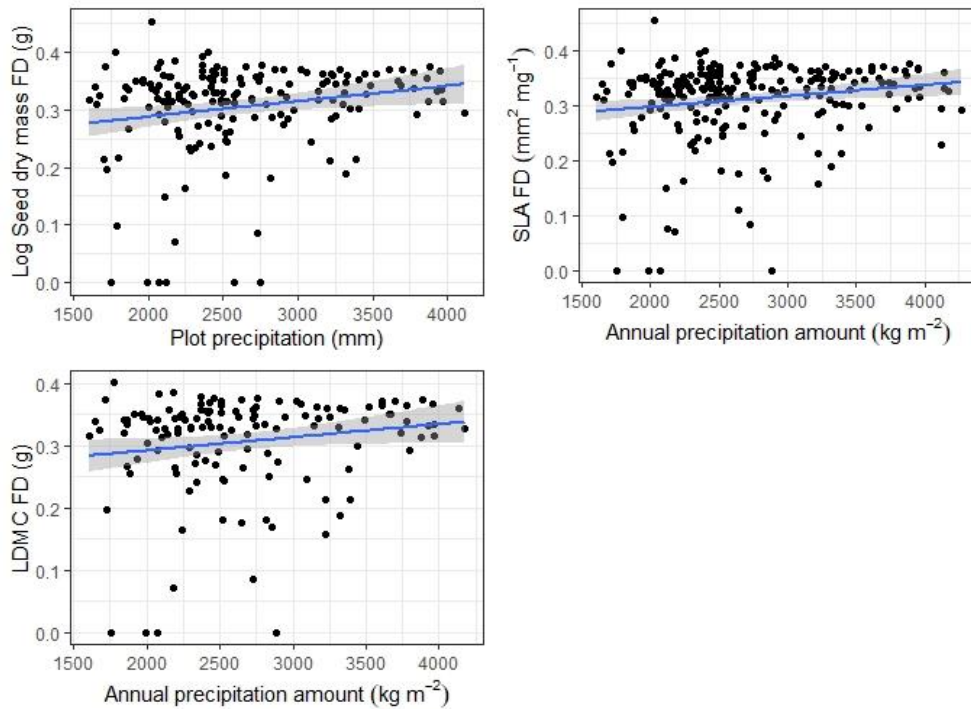 Log Seed dry mass FD (g)
0.4
0.3
0.2
0.1
0.0
1500 2000 2500 3000 3500 4000
Plot precipitation (mm)
SLA FD (mm² mg⁻¹)
0.4
0.3
0.2
0.1
0.0
1500 2000 2500 3000 3500 4000
Annual precipitation amount (kg m⁻²)
LDMC FD (g)
0.4
0.3
0.2
0.1
0.0
1500 2000 2500 3000 3500 4000
Annual precipitation amount (kg m⁻²)